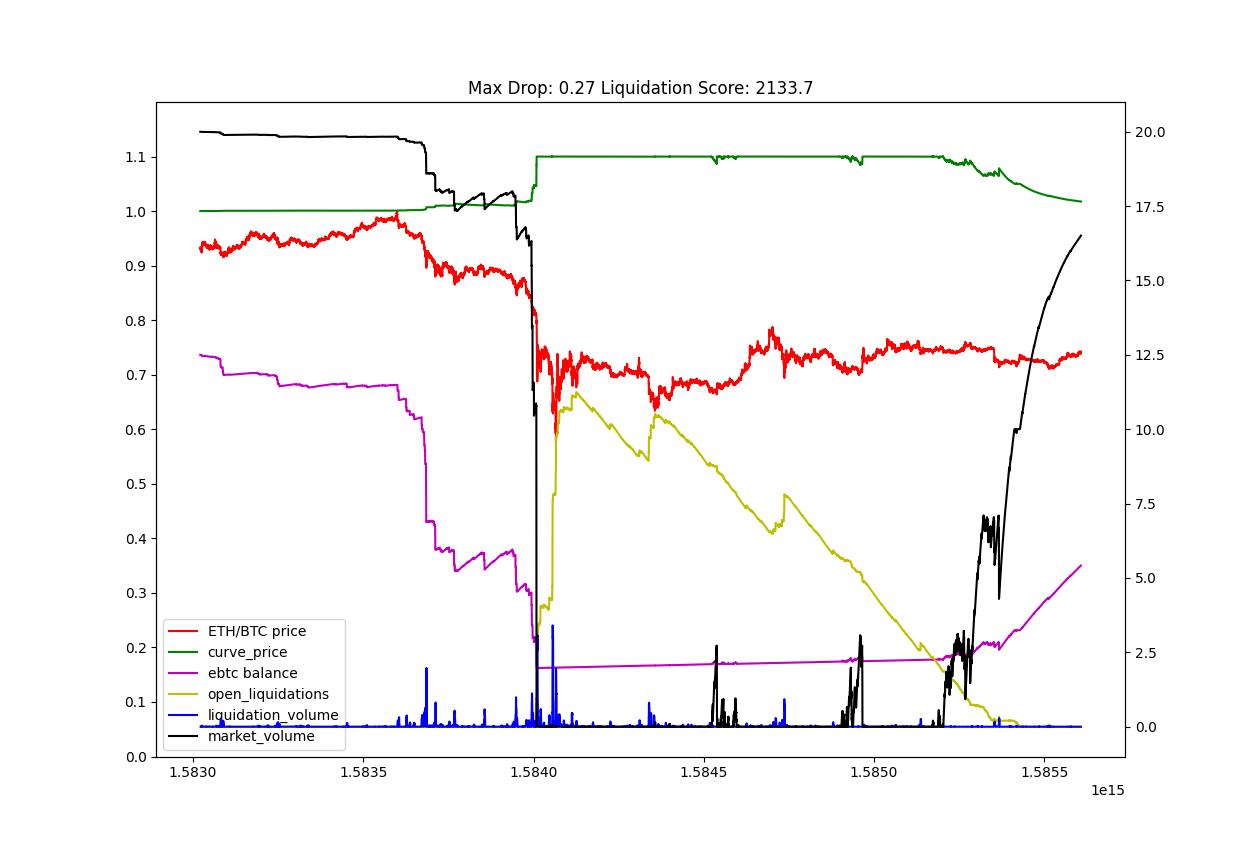 Max Drop: 0.27 Liquidation Score: 2133.7
1.1
1.0
0.9
0.8
0.7
0.6
0.5
0.4
0.3
0.2
0.1
0.0
20.0
17.5
15.0
12.5
10.0
7.5
5.0
2.5
0.0
ETH/BTC price
curve_price
ebtc balance
open_liquidations
liquidation_volume
market_volume
1.5830 1.5835 1.5840 1.5845 1.5850 1.5855
1e15